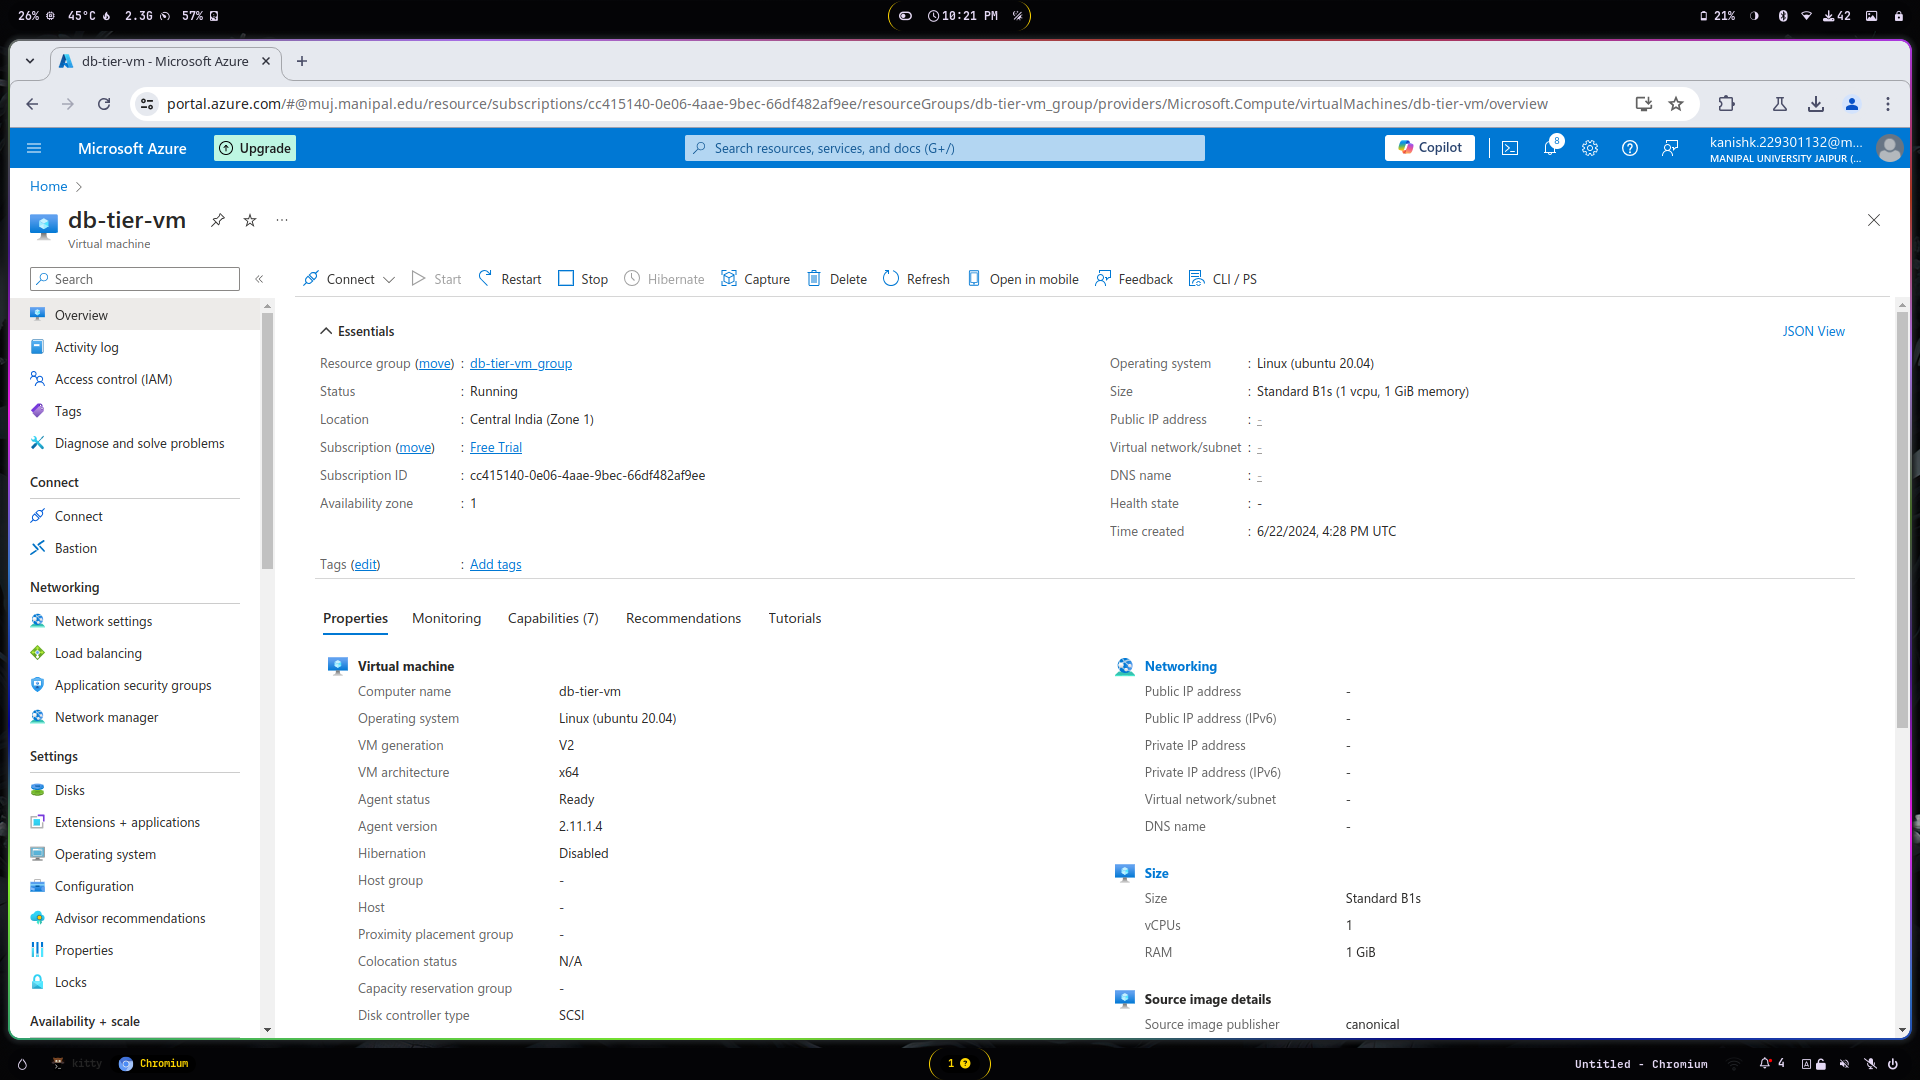 26% 45°C 2.3G 57%
10:21 PM
21% 42
db-tier-vm - Microsoft Azure
portal.azure.com/#@muj.manipal.edu/resource/subscriptions/cc415140-0e06-4aae-9bec-66df482af9ee/resourceGroups/db-tier-vm_group/providers/Microsoft.Compute/virtualMachines/db-tier-vm/overview
Microsoft Azure
Upgrade
Search resources, services, and docs (G+/)
Copilot
8
kanishk.229301132@m...
MANIPAL UNIVERSITY JAIPUR (...
Home
db-tier-vm
Virtual machine
Search
Connect Start Restart Stop Hibernate Capture Delete Refresh Open in mobile Feedback CLI / PS
Overview
Activity log
Access control (IAM)
Tags
Diagnose and solve problems
Connect
Connect
Bastion
Networking
Network settings
Load balancing
Application security groups
Network manager
Settings
Disks
Extensions + applications
Operating system
Configuration
Advisor recommendations
Properties
Locks
Availability + scale
Essentials
JSON View
Resource group (move) : db-tier-vm_group
Status : Running
Location : Central India (Zone 1)
Subscription (move) : Free Trial
Subscription ID : cc415140-0e06-4aae-9bec-66df482af9ee
Availability zone : 1
Operating system : Linux (ubuntu 20.04)
Size : Standard B1s (1 vcpu, 1 GiB memory)
Public IP address : -
Virtual network/subnet : -
DNS name : -
Health state : -
Time created : 6/22/2024, 4:28 PM UTC
Tags (edit) : Add tags
Properties Monitoring Capabilities (7) Recommendations Tutorials
Virtual machine
Computer name db-tier-vm
Operating system Linux (ubuntu 20.04)
VM generation V2
VM architecture x64
Agent status Ready
Agent version 2.11.1.4
Hibernation Disabled
Host group -
Host -
Proximity placement group -
Colocation status N/A
Capacity reservation group -
Disk controller type SCSI
Networking
Public IP address -
Public IP address (IPv6) -
Private IP address -
Private IP address (IPv6) -
Virtual network/subnet -
DNS name -
Size
Size Standard B1s
vCPUs 1
RAM 1 GiB
Source image details
Source image publisher canonical
kitty Chromium
1
Untitled - Chromium
4